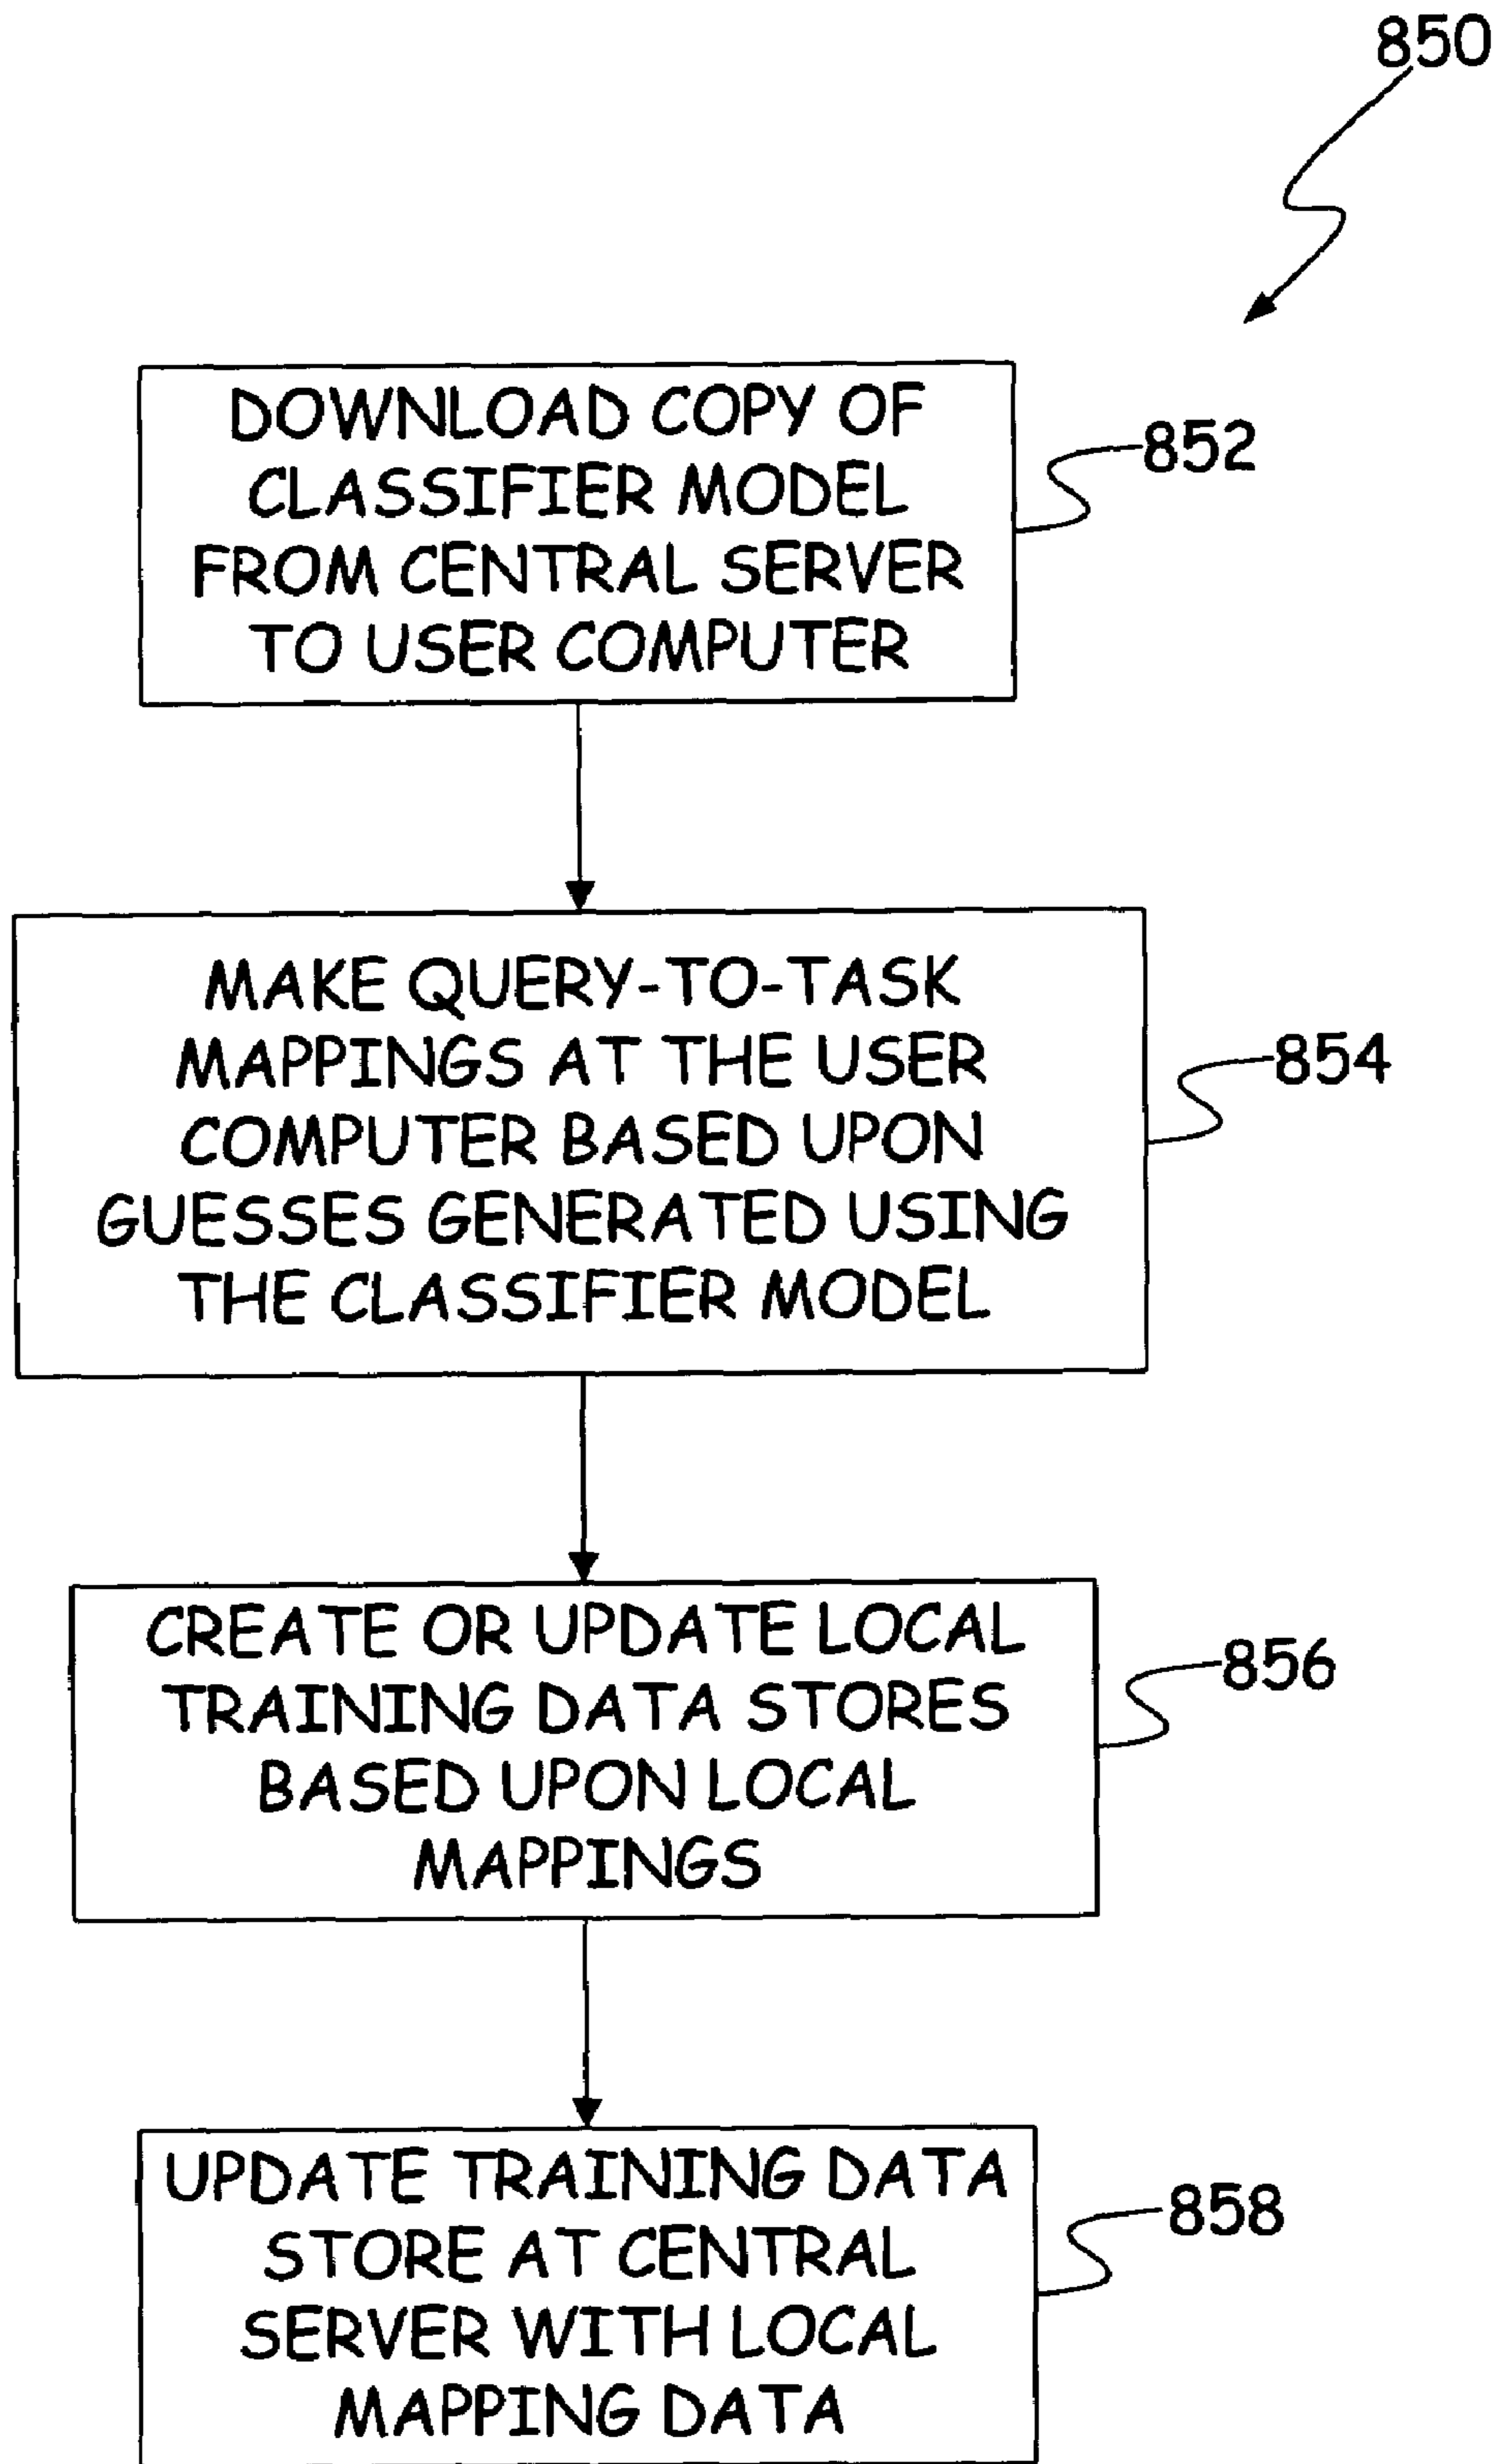 850
DOWNLOAD COPY OF
CLASSIFIER MODEL
FROM CENTRAL SERVER
TO USER COMPUTER
852
MAKE QUERY-TO-TASK
MAPPINGS AT THE USER
COMPUTER BASED UPON
GUESSES GENERATED USING
THE CLASSIFIER MODEL
854
CREATE OR UPDATE LOCAL
TRAINING DATA STORES
BASED UPON LOCAL
MAPPINGS
856
UPDATE TRAINING DATA
STORE AT CENTRAL
SERVER WITH LOCAL
MAPPING DATA
858